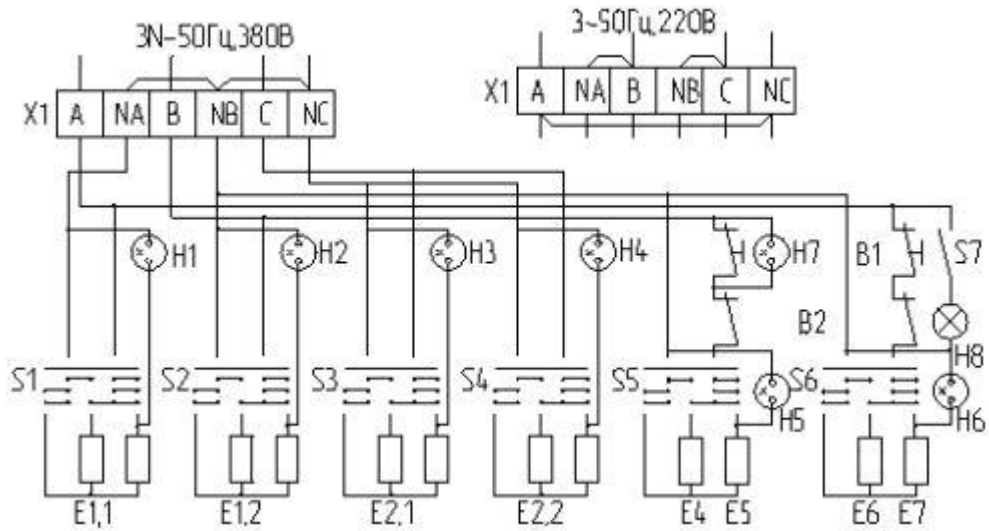 3N~50Гц,380В
3~50Гц,220В
X1 A NA B NB C NC
X1 A NA B NB C NC
H1 H2 H3 H4 H H7 B1 H S7
B2
H8
S1 S2 S3 S4 S5 S6
H5 H6
E1,1 E1,2 E2,1 E2,2 E4 E5 E6 E7